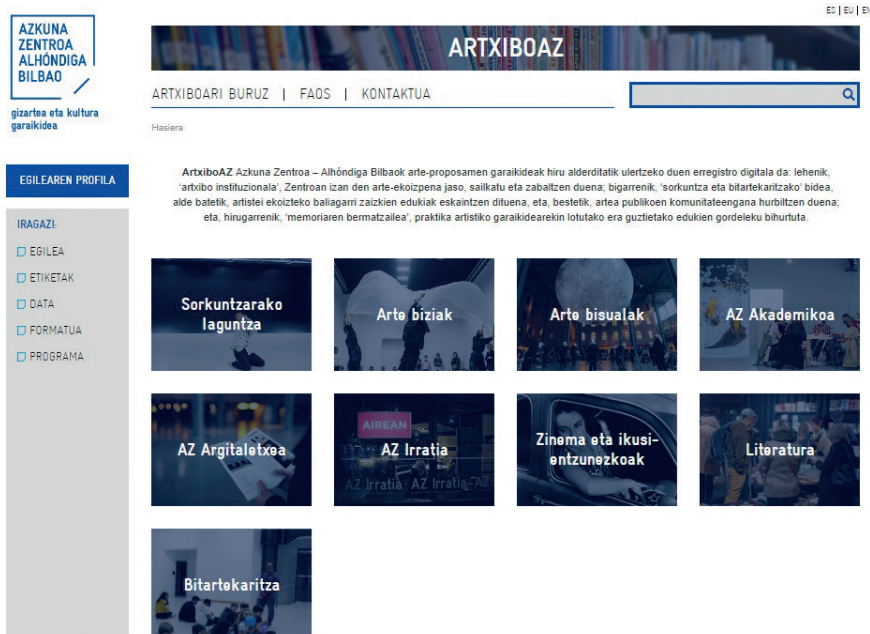 ES | EU | EN
AZKUNA
ZENTROA
ALHÓNDIGA
BILBAO
gizartea eta kultura
garaikidea
ARTXIBOAZ
ARTXIBOARI BURUZ | FAQS | KONTAKTUA
Hasiera
EGILEAREN PROFILA
IRAGAZI:
EGILEA
ETIKETAK
DATA
FORMATUA
PROGRAMA
ArtxiboAZ Azkuna Zentroa – Alhóndiga Bilbaok arte-proposamen garaikideak hiru alderditatik ulertzeko duen erregistro digitala da: lehenik,
‘artxibo instituzionala’, Zentroan izan den arte-ekoizpena jaso, sailkatu eta zabaltzen duena; bigarrenik, ‘sorkuntza eta bitartekaritzako’ bidea,
alde batetik, artistei ekoizteko baliagarri zaizkien edukiak eskaintzen dituena, eta, bestetik, artea publikoen komunitateengana hurbiltzen duena;
eta, hirugarrenik, ‘memoriaren bermatzailea’, praktika artistiko garaikidearekin lotutako era guztietako edukien gordeleku bihurtuta.
Sorkuntzarako
laguntza
Arte biziak
Arte bisualak
AZ Akademikoa
AZ Argitaletxea
AIREAN
AZ Irratia
AZ Irratia · AZ Irratia · AZ
Zinema eta ikusi-
entzunezkoak
Literatura
Bitartekaritza